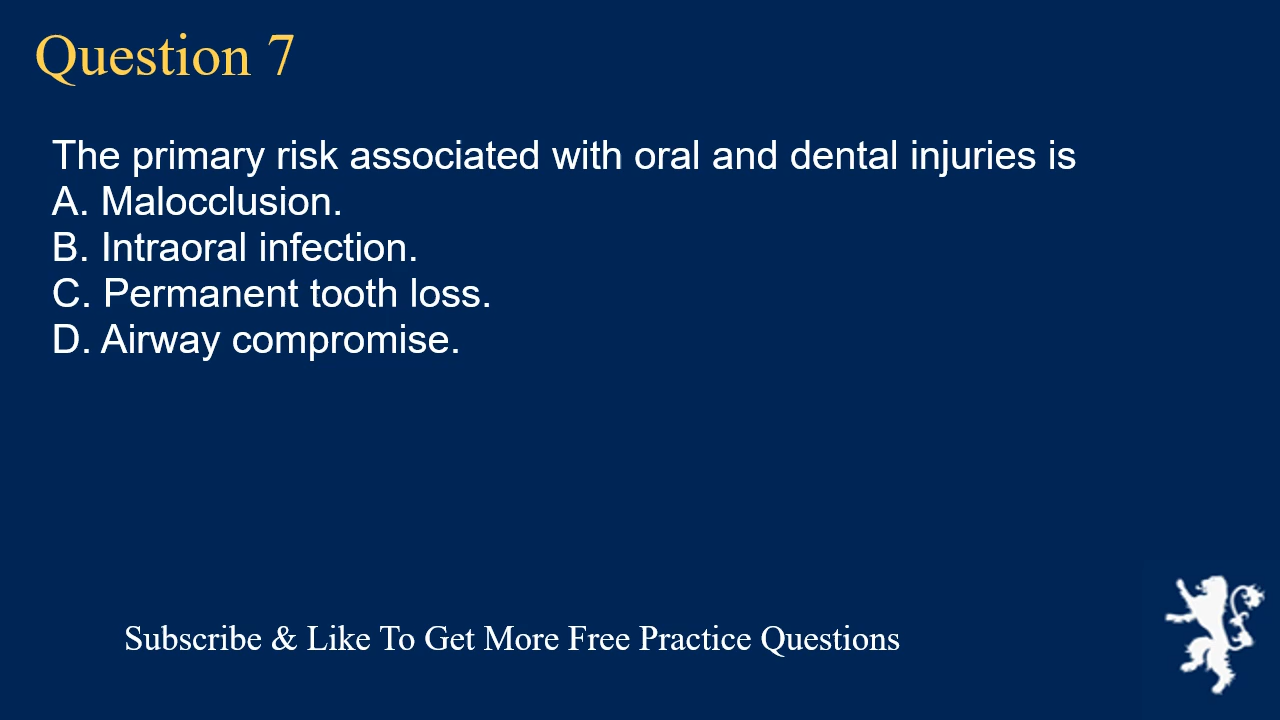 Question 7
The primary risk associated with oral and dental injuries is
A. Malocclusion.
B. Intraoral infection.
C. Permanent tooth loss.
D. Airway compromise.
Subscribe & Like To Get More Free Practice Questions